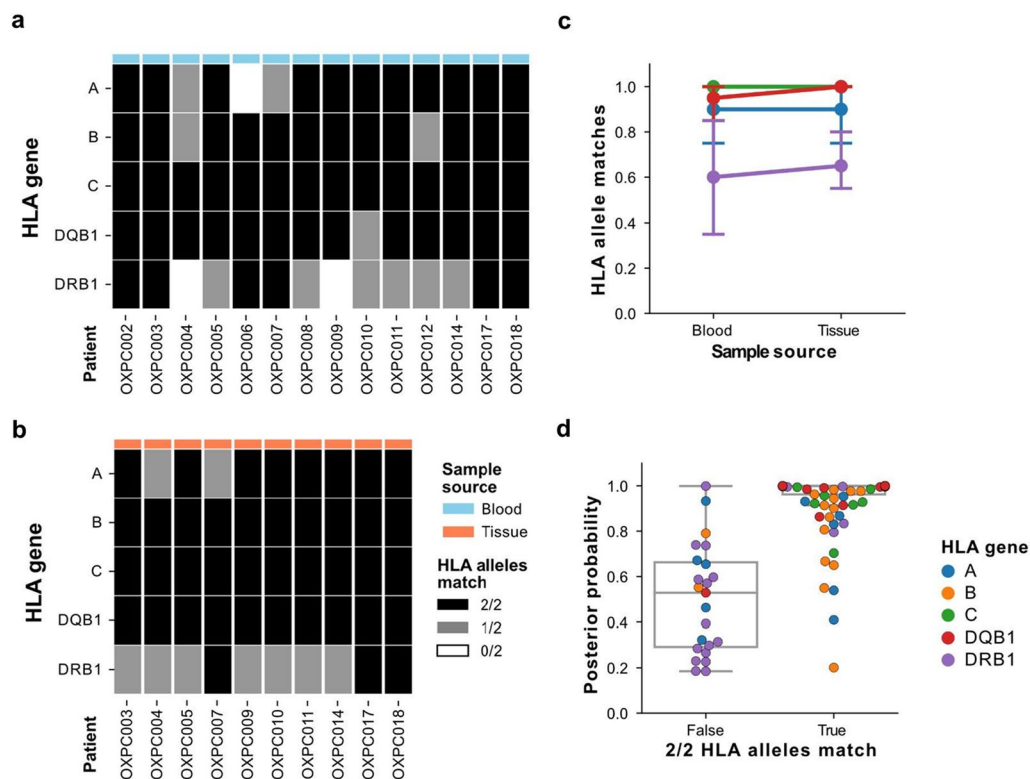 a
HLA gene
A
B
C
DQB1
DRB1
Patient
OXPC002
OXPC003
OXPC004
OXPC005
OXPC006
OXPC007
OXPC008
OXPC009
OXPC010
OXPC011
OXPC012
OXPC014
OXPC017
OXPC018
c
HLA allele matches
1.0
0.8
0.6
0.4
0.2
0.0
Blood
Tissue
Sample source
b
HLA gene
A
B
C
DQB1
DRB1
Patient
OXPC003
OXPC004
OXPC005
OXPC007
OXPC009
OXPC010
OXPC011
OXPC014
OXPC017
OXPC018
Sample
source
Blood
Tissue
HLA alleles
match
2/2
1/2
0/2
d
Posterior probability
1.0
0.8
0.6
0.4
0.2
0.0
False
True
2/2 HLA alleles match
HLA gene
A
B
C
DQB1
DRB1